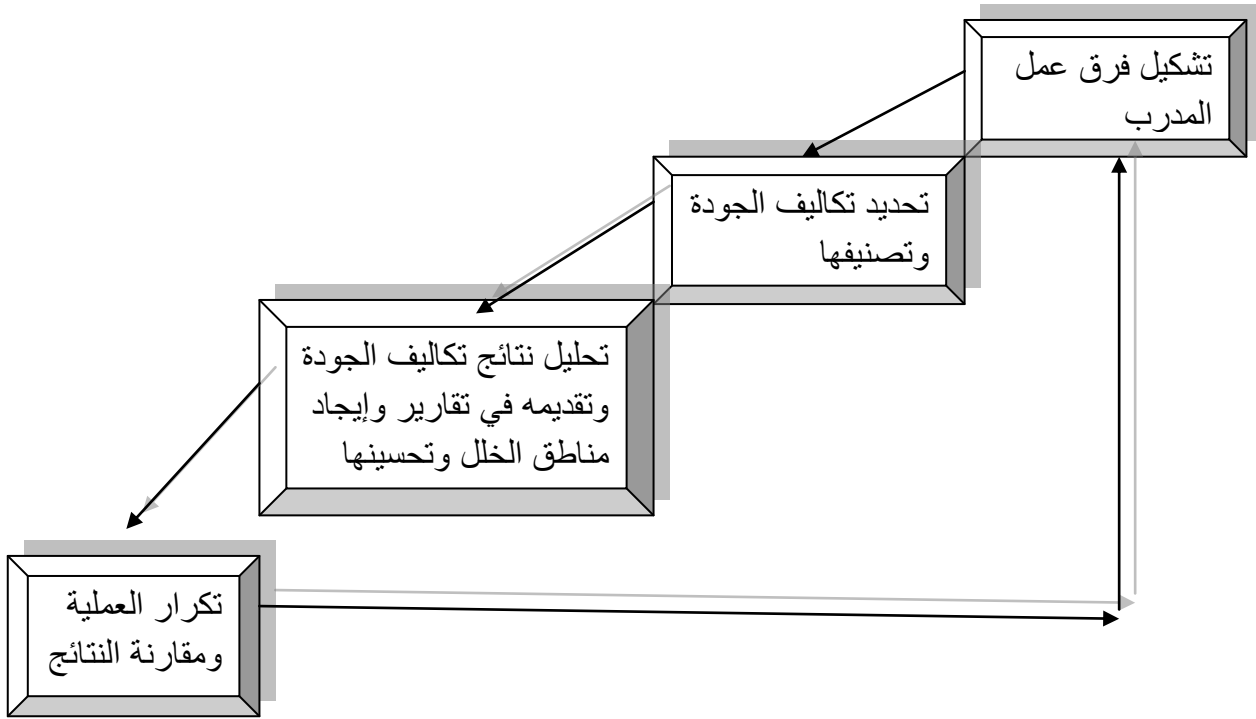 تشكيل فرق عمل
المدرب
تحديد تكاليف الجودة
وتصنيفها
تحليل نتائج تكاليف الجودة
وتقديمه في تقارير وإيجاد
مناطق الخلل وتحسينها
تكرار العملية
ومقارنة النتائج